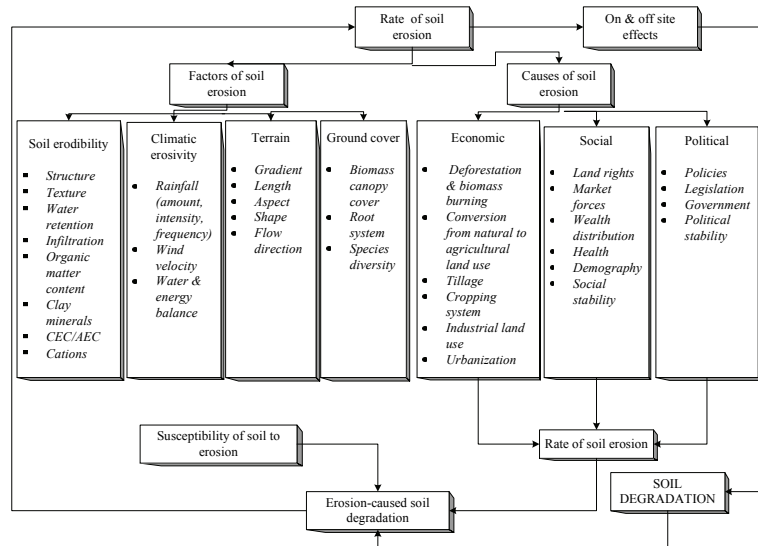 Rate of soil
erosion
On & off site
effects
Factors of soil
erosion
Causes of soil
erosion
Soil erodibility
▪ Structure
▪ Texture
▪ Water
retention
▪ Infiltration
▪ Organic
matter
content
▪ Clay
minerals
▪ CEC/AEC
▪ Cations
Climatic
erosivity
• Rainfall
(amount,
intensity,
frequency)
• Wind
velocity
• Water &
energy
balance
Terrain
• Gradient
• Length
• Aspect
• Shape
• Flow
direction
Ground cover
• Biomass
canopy
cover
• Root
system
• Species
diversity
Economic
• Deforestation
& biomass
burning
• Conversion
from natural to
agricultural
land use
• Tillage
• Cropping
system
• Industrial land
use
• Urbanization
Social
• Land rights
• Market
forces
• Wealth
distribution
• Health
• Demography
• Social
stability
Political
• Policies
• Legislation
• Government
• Political
stability
Susceptibility of soil to
erosion
Rate of soil erosion
Erosion-caused soil
degradation
SOIL
DEGRADATION